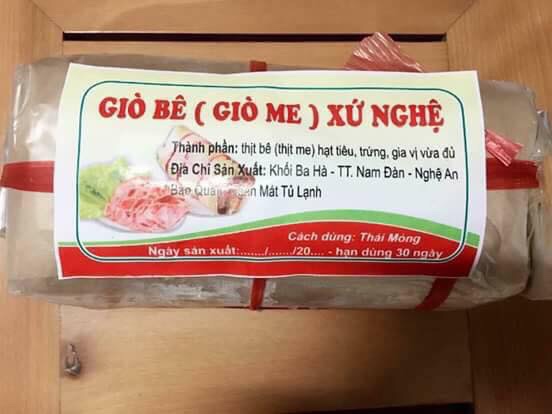 GIÒ BÊ ( GIÒ ME ) XỨ NGHỆ
Thành phần: thịt bê (thịt me) hạt tiêu, trứng, gia vị vừa đủ
Địa Chỉ Sản Xuất: Khối Ba Hà - TT. Nam Đàn - Nghệ An
Bảo Quản: Mát Tủ Lạnh
Cách dùng: Thái Mỏng
Ngày sản xuất:....../......./20.... - hạn dùng 30 ngày